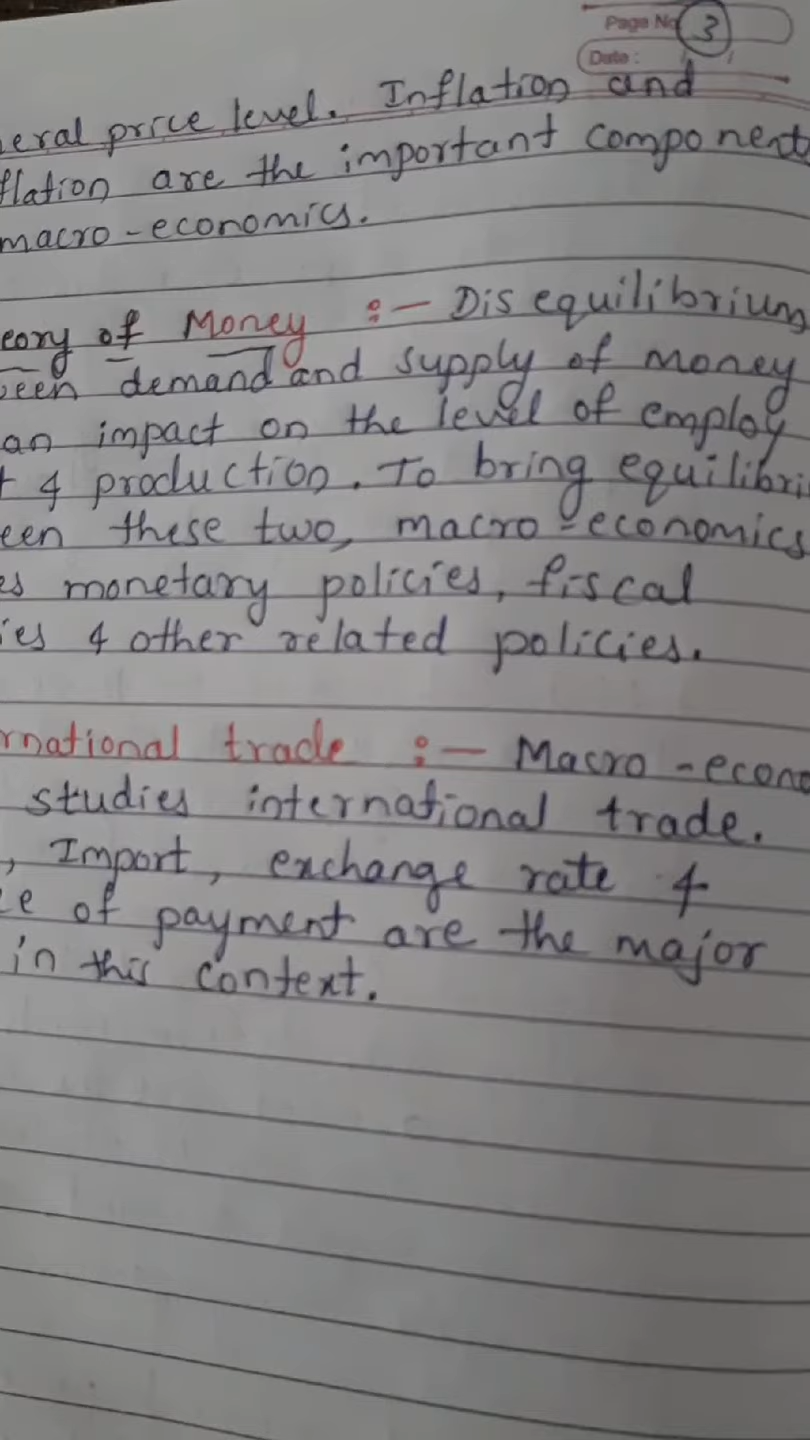 Page No 3
Date :
eral price level. Inflation and
flation are the important component
macro-economics.
eory of Money :- Disequilibrium
een demand and supply of money
an impact on the level of employ
t & production. To bring equilibri
een these two, macro-economics
es monetary policies, fiscal
ies & other related policies.
rnational trade :- Macro-econo
studies international trade.
, Import, exchange rate &
ce of payment are the major
in this context.